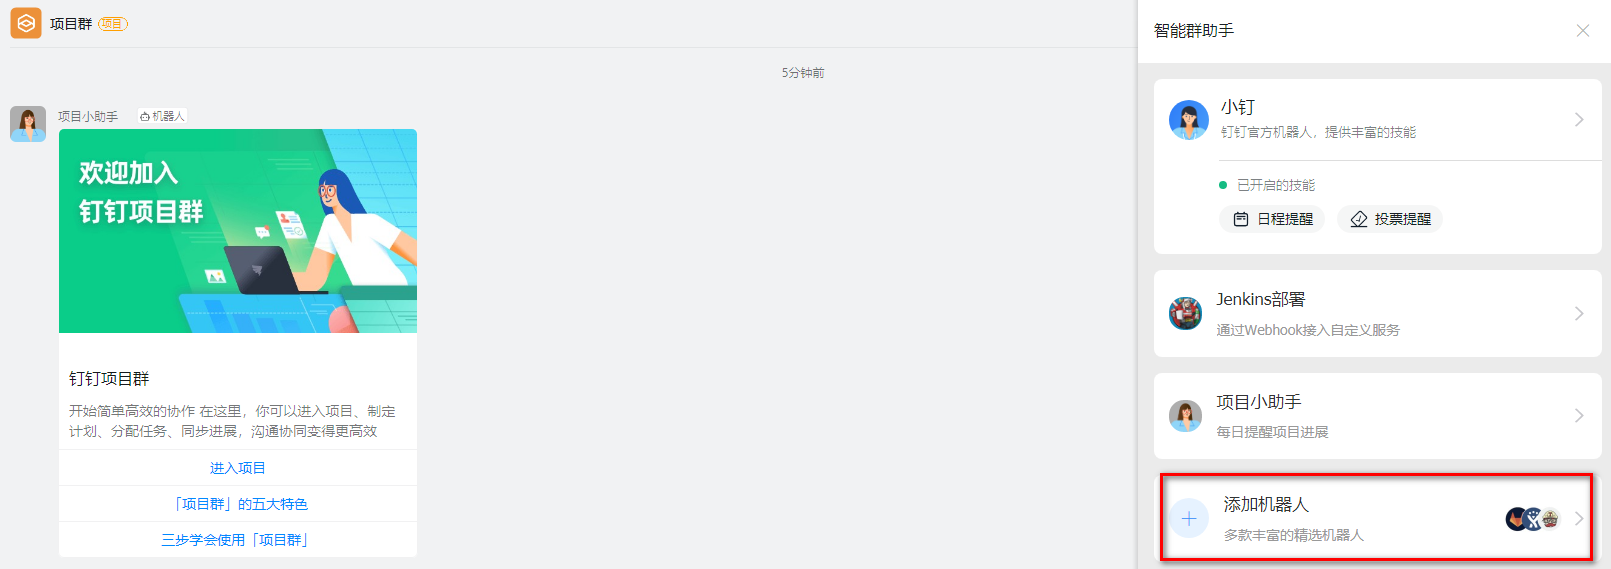 项目群 项目
5分钟前
项目小助手 机器人
欢迎加入
钉钉项目群
钉钉项目群
开始简单高效的协作 在这里，你可以进入项目、制定
计划、分配任务、同步进展，沟通协同变得更高效
进入项目
「项目群」的五大特色
三步学会使用「项目群」
智能群助手
小钉
钉钉官方机器人，提供丰富的技能
已开启的技能
日程提醒 投票提醒
Jenkins部署
通过Webhook接入自定义服务
项目小助手
每日提醒项目进展
添加机器人
多款丰富的精选机器人